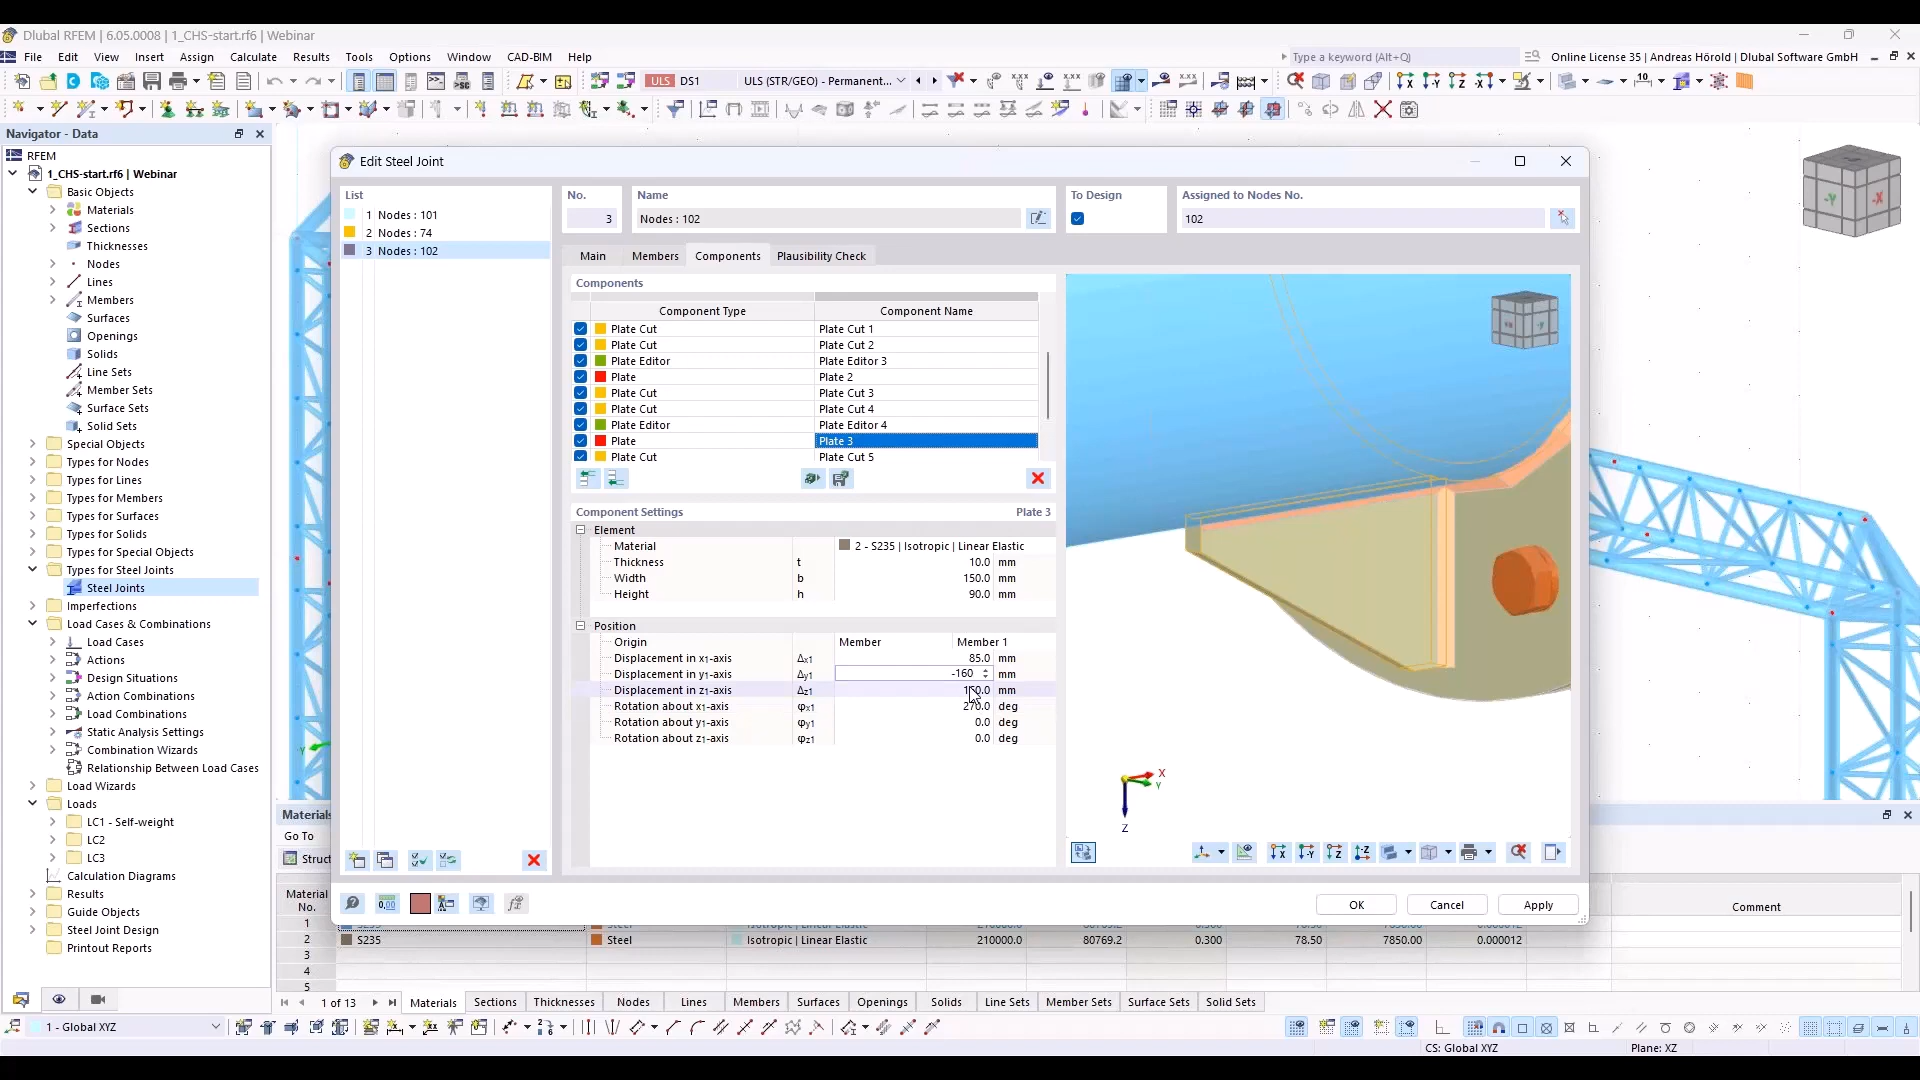 Dlubal RFEM | 6.05.0008 | 1_CHS-start.rf6 | Webinar
File Edit View Insert Assign Calculate Results Tools Options Window CAD-BIM Help
Type a keyword (Alt+Q)
Online License 35 | Andreas Hörold | Dlubal Software GmbH
ULS DS1 ULS (STR/GEO) - Permanent...
Navigator - Data
RFEM
1_CHS-start.rf6 | Webinar
Basic Objects
Materials
Sections
Thicknesses
Nodes
Lines
Members
Surfaces
Openings
Solids
Line Sets
Member Sets
Surface Sets
Solid Sets
Special Objects
Types for Nodes
Types for Lines
Types for Members
Types for Surfaces
Types for Solids
Types for Special Objects
Types for Steel Joints
Steel Joints
Imperfections
Load Cases & Combinations
Load Cases
Actions
Design Situations
Action Combinations
Load Combinations
Static Analysis Settings
Combination Wizards
Relationship Between Load Cases
Load Wizards
Loads
LC1 - Self-weight
LC2
LC3
Calculation Diagrams
Results
Guide Objects
Steel Joint Design
Printout Reports
Edit Steel Joint
List
1 Nodes : 101
2 Nodes : 74
3 Nodes : 102
No.
3
Name
Nodes : 102
To Design
Assigned to Nodes No.
102
Main Members Components Plausibility Check
Components
Component Type Component Name
Plate Cut Plate Cut 1
Plate Cut Plate Cut 2
Plate Editor Plate Editor 3
Plate Plate 2
Plate Cut Plate Cut 3
Plate Cut Plate Cut 4
Plate Editor Plate Editor 4
Plate Plate 3
Plate Cut Plate Cut 5
Component Settings Plate 3
Element
Material 2 - S235 | Isotropic | Linear Elastic
Thickness t 10.0 mm
Width b 150.0 mm
Height h 90.0 mm
Position
Origin Member Member 1
Displacement in x1-axis Δx1 85.0 mm
Displacement in y1-axis Δy1 -160 mm
Displacement in z1-axis Δz1 mm
Rotation about x1-axis φx1 270.0 deg
Rotation about y1-axis φy1 0.0 deg
Rotation about z1-axis φz1 0.0 deg
X
Y
Z
OK Cancel Apply
Materials
Go To
Struct
Material
No.
Comment
1
2 S235 Steel Isotropic | Linear Elastic 210000.0 80769.2 0.300 78.50 7850.00 0.000012
3
4
5
1 of 13 Materials Sections Thicknesses Nodes Lines Members Surfaces Openings Solids Line Sets Member Sets Surface Sets Solid Sets
1 - Global XYZ
CS: Global XYZ Plane: XZ